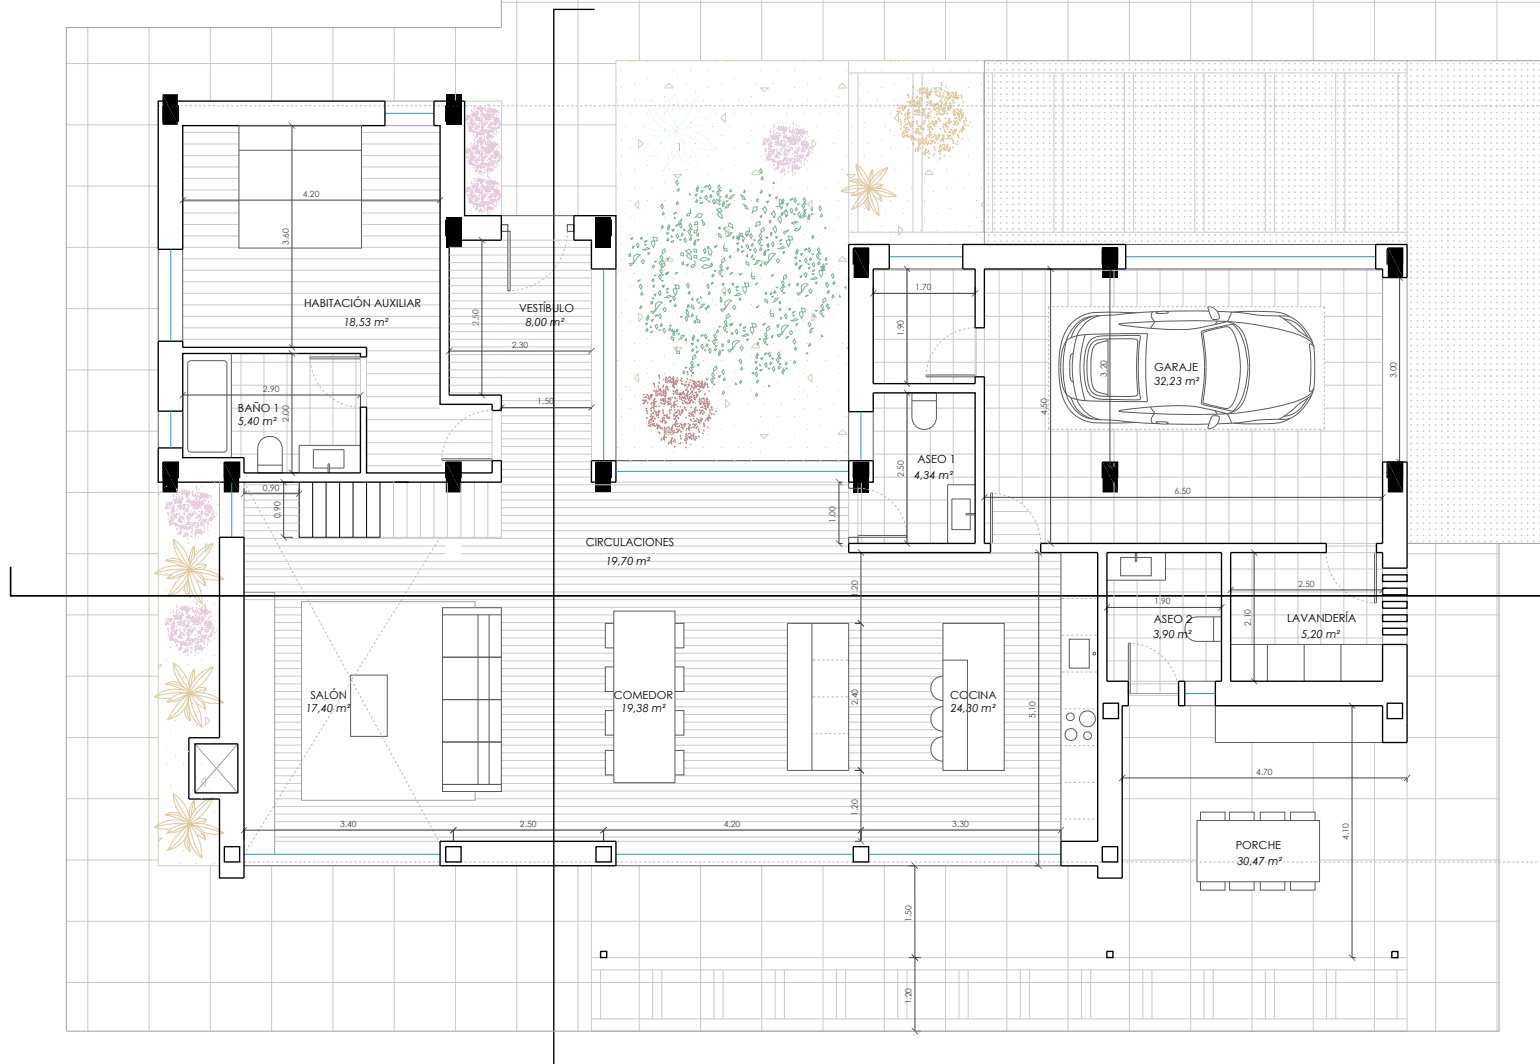 4.20
3.60
HABITACIÓN AUXILIAR
18,53 m²
2.50
VESTÍBULO
8,00 m²
2.30
1.50
1.70
1.90
GARAJE
32,23 m²
3.20
3.00
4.50
2.90
BAÑO 1
5,40 m²
2.00
ASEO 1
4,34 m²
2.50
6.50
0.90
0.90
1.00
CIRCULACIONES
19,70 m²
1.20
1.90
ASEO 2
3,90 m²
2.50
2.10
LAVANDERÍA
5,20 m²
SALÓN
17,40 m²
COMEDOR
19,38 m²
2.40
COCINA
24,30 m²
5.10
4.70
1.20
3.40
2.50
4.20
3.30
4.10
PORCHE
30,47 m²
1.50
1.20